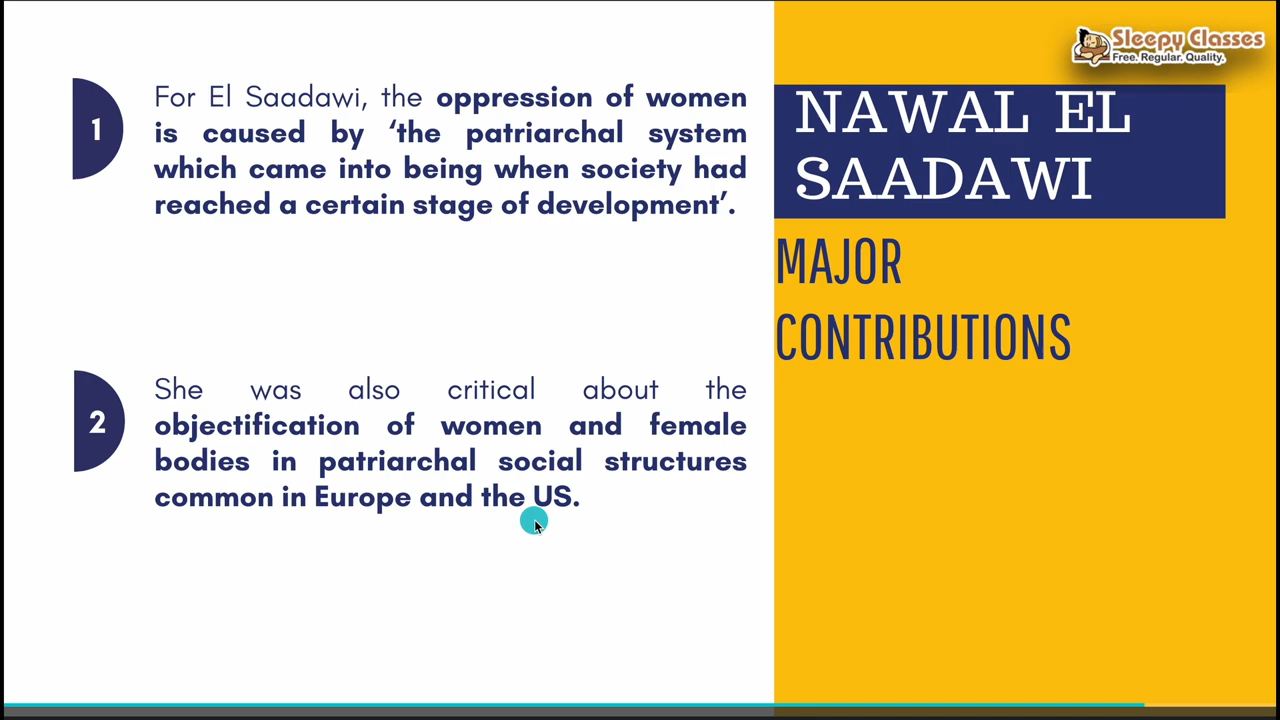 Sleepy Classes
Free. Regular. Quality.
NAWAL EL
SAADAWI
MAJOR
CONTRIBUTIONS
1
For El Saadawi, the oppression of women
is caused by ‘the patriarchal system
which came into being when society had
reached a certain stage of development’.
2
She was also critical about the
objectification of women and female
bodies in patriarchal social structures
common in Europe and the US.